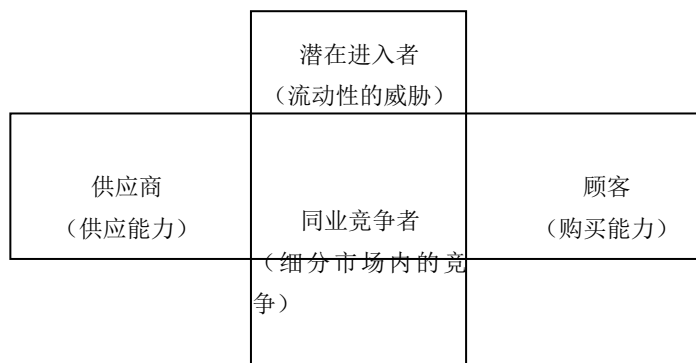 潜在进入者
（流动性的威胁）
供应商
（供应能力）
同业竞争者
（细分市场内的竞
争）
顾客
（购买能力）